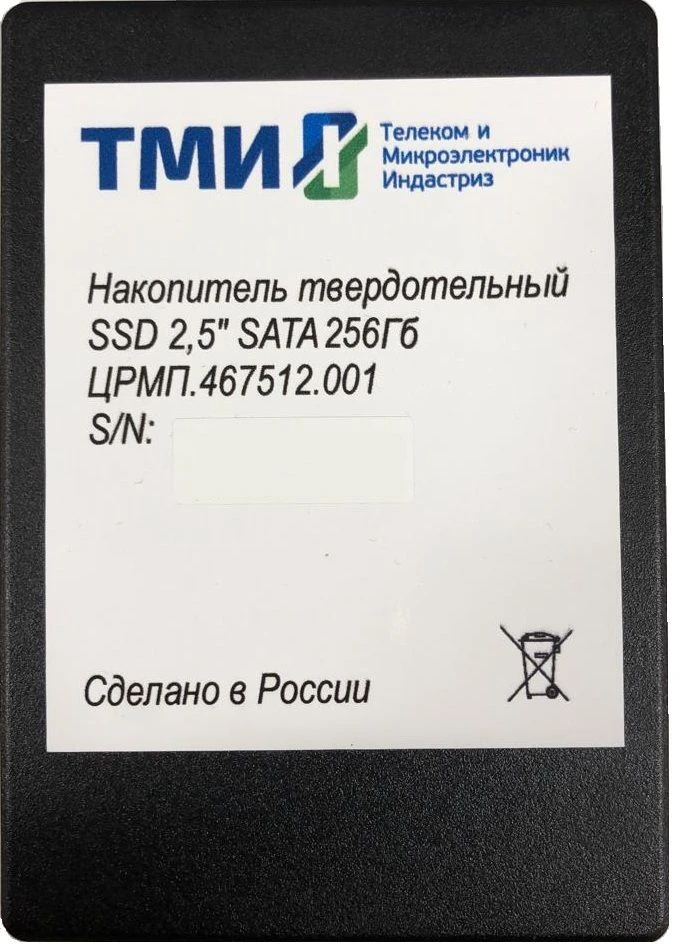 ТМИ
Телеком и
Микроэлектроник
Индастриз
Накопитель твердотельный
SSD 2,5" SATA 256Гб
ЦРМП.467512.001
S/N:
Сделано в России